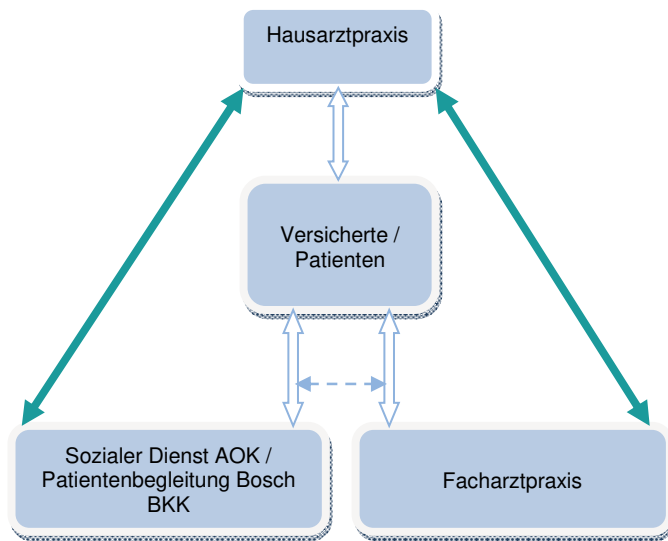 Hausarztpraxis
Versicherte /
Patienten
Sozialer Dienst AOK /
Patientenbegleitung Bosch
BKK
Facharztpraxis